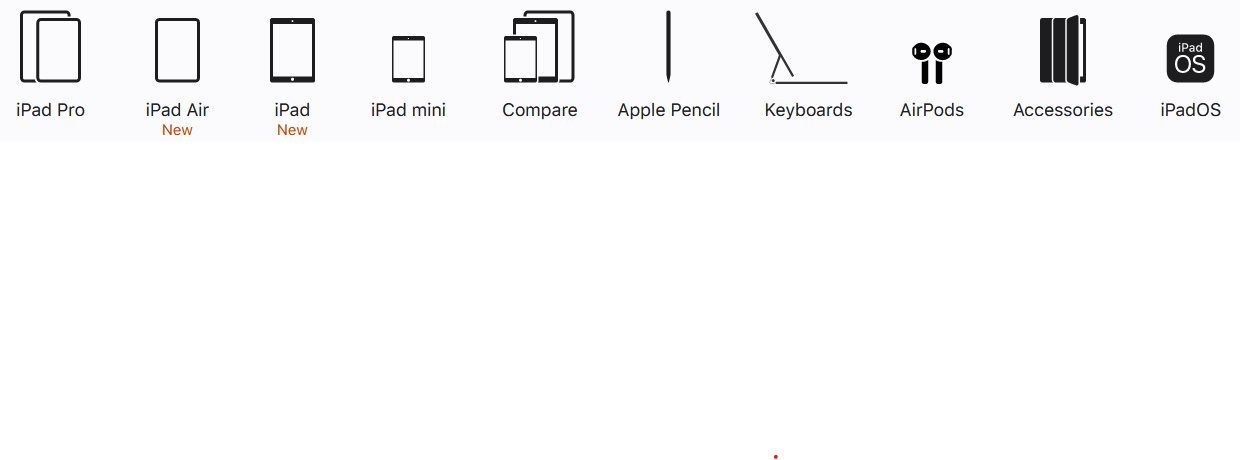 iPad
OS
iPad Pro
iPad Air
New
iPad
New
iPad mini
Compare
Apple Pencil
Keyboards
AirPods
Accessories
iPadOS